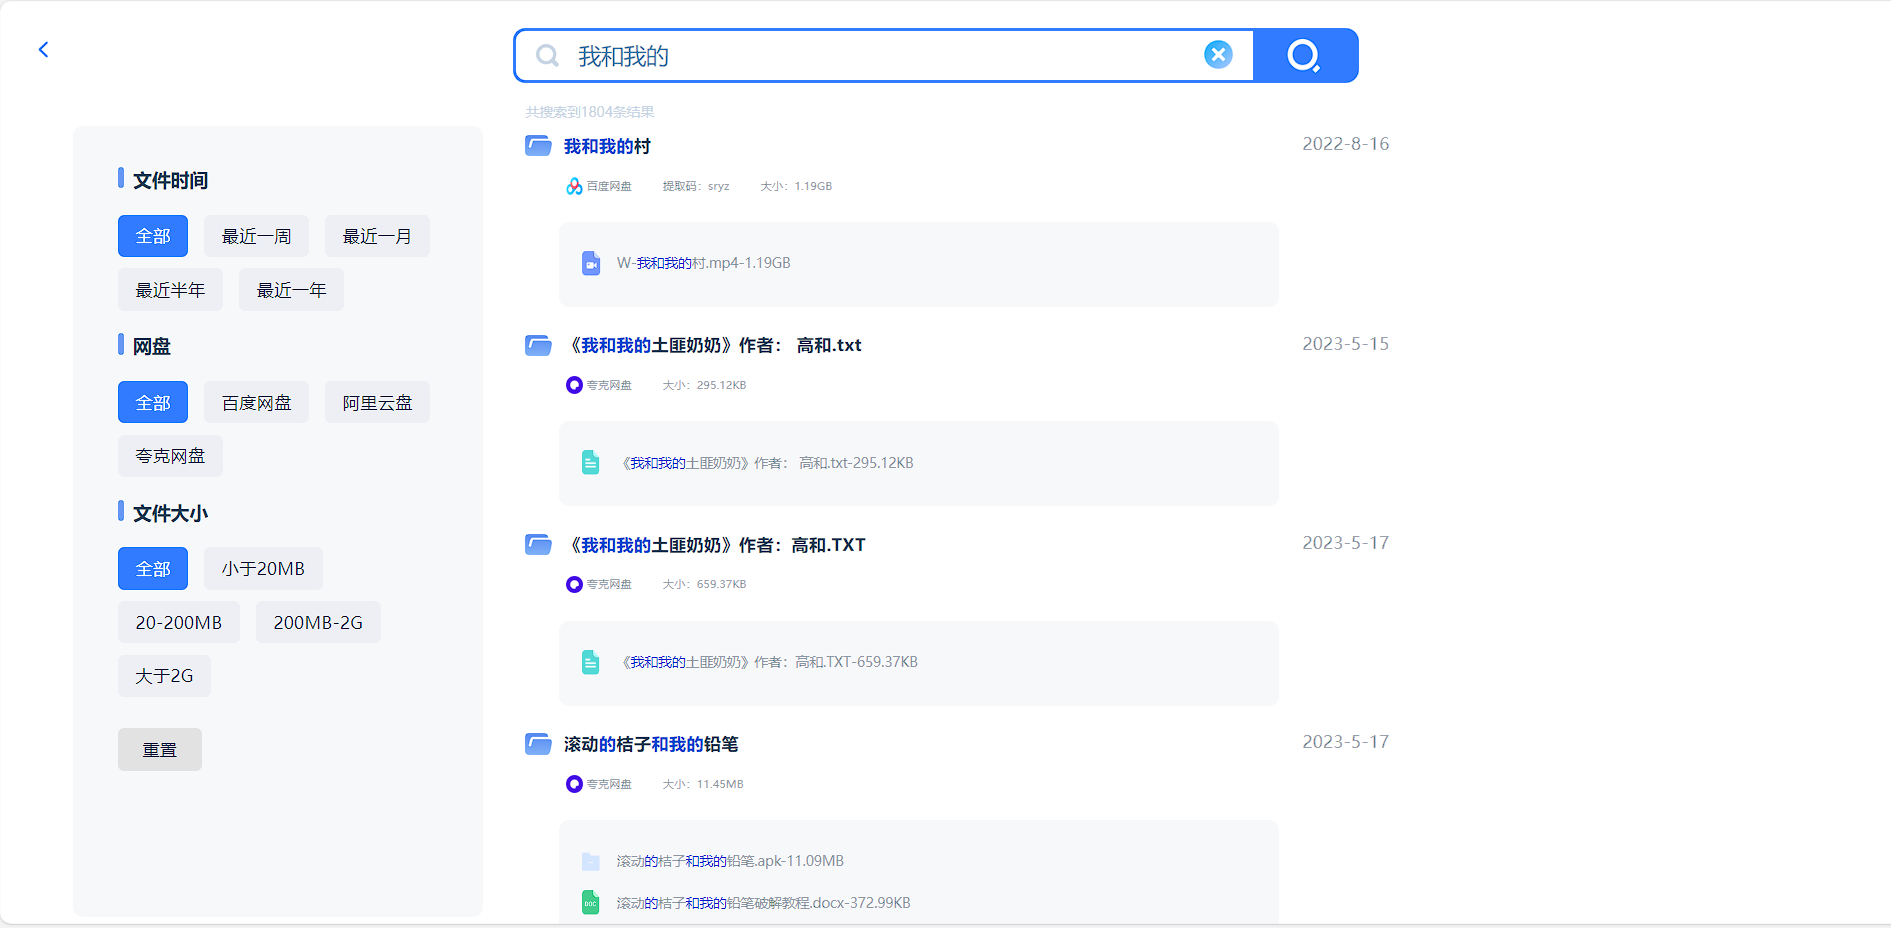 我和我的
共搜索到1804条结果
文件时间
全部 最近一周 最近一月
最近半年 最近一年
网盘
全部 百度网盘 阿里云盘
夸克网盘
文件大小
全部 小于20MB
20-200MB 200MB-2G
大于2G
重置
我和我的村 2022-8-16
百度网盘 提取码：sryz 大小：1.19GB
W-我和我的村.mp4-1.19GB
《我和我的土匪奶奶》作者： 高和.txt 2023-5-15
夸克网盘 大小：295.12KB
《我和我的土匪奶奶》作者： 高和.txt-295.12KB
《我和我的土匪奶奶》作者：高和.TXT 2023-5-17
夸克网盘 大小：659.37KB
《我和我的土匪奶奶》作者：高和.TXT-659.37KB
滚动的桔子和我的铅笔 2023-5-17
夸克网盘 大小：11.45MB
滚动的桔子和我的铅笔.apk-11.09MB
DOC
滚动的桔子和我的铅笔破解教程.docx-372.99KB